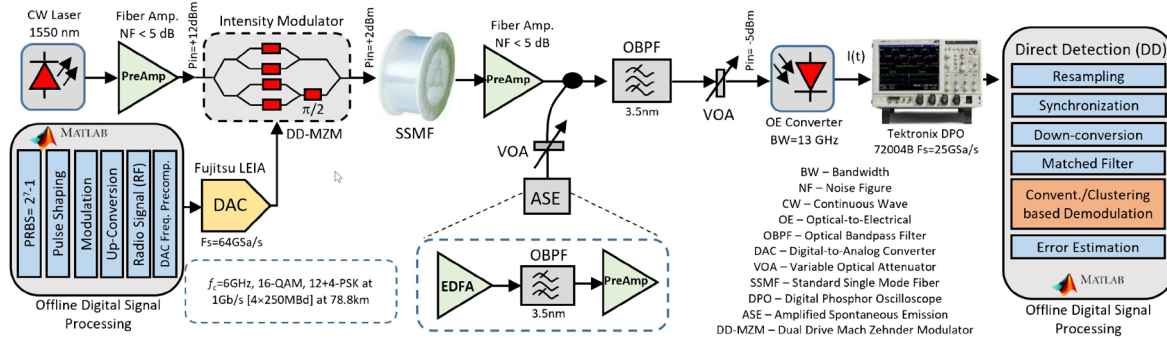 CW Laser
1550 nm
Fiber Amp.
NF < 5 dB
PreAmp
Pin=+12dBm
Intensity Modulator
π/2
DD-MZM
Pin=+2dBm
SSMF
Fiber Amp.
NF < 5 dB
PreAmp
OBPF
3.5nm
VOA
Pin= -5dBm
OE Converter
BW=13 GHz
I(t)
Tektronix DPO
72004B Fs=25GSa/s
Direct Detection (DD)
Resampling
Synchronization
Down-conversion
Matched Filter
Convent./Clustering
based Demodulation
Error Estimation
MATLAB
Offline Digital Signal
Processing
MATLAB
PRBS= 2⁷-1
Pulse Shaping
Modulation
Up-Conversion
Radio Signal (RF)
DAC Freq. Precomp.
Offline Digital Signal
Processing
Fujitsu LEIA
DAC
Fs=64GSa/s
fc=6GHz, 16-QAM, 12+4-PSK at
1Gb/s [4×250MBd] at 78.8km
VOA
ASE
EDFA
OBPF
3.5nm
PreAmp
BW – Bandwidth
NF – Noise Figure
CW – Continuous Wave
OE – Optical-to-Electrical
OBPF – Optical Bandpass Filter
DAC – Digital-to-Analog Converter
VOA – Variable Optical Attenuator
SSMF – Standard Single Mode Fiber
DPO – Digital Phosphor Oscilloscope
ASE – Amplified Spontaneous Emission
DD-MZM – Dual Drive Mach Zehnder Modulator